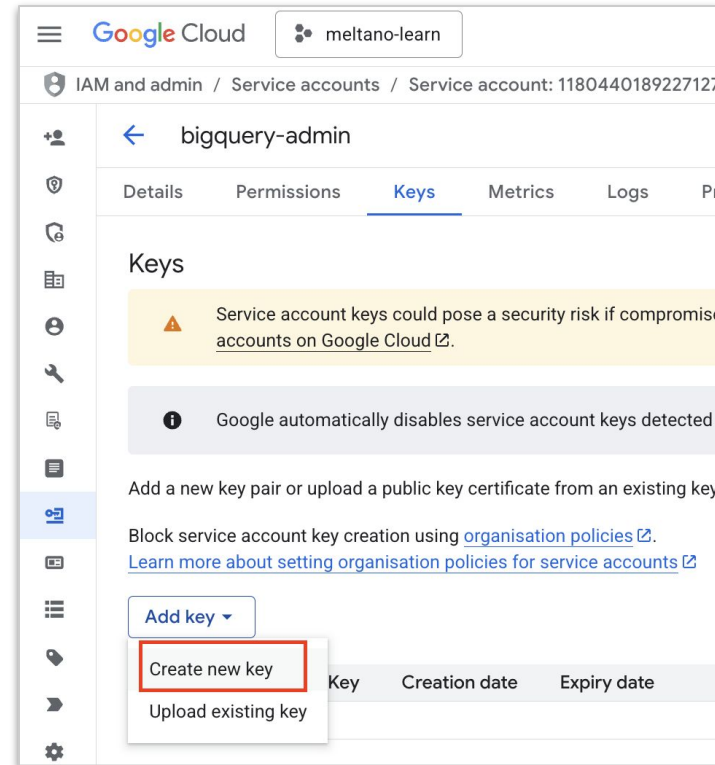 Google Cloud
meltano-learn
IAM and admin / Service accounts / Service account: 118044018922712
bigquery-admin
Details Permissions Keys Metrics Logs
Keys
Service account keys could pose a security risk if compromise
accounts on Google Cloud
.
Google automatically disables service account keys detected
Add a new key pair or upload a public key certificate from an existing key
Block service account key creation using organisation policies
.
Learn more about setting organisation policies for service accounts
Add key
Create new key
Upload existing key
Key Creation date Expiry date